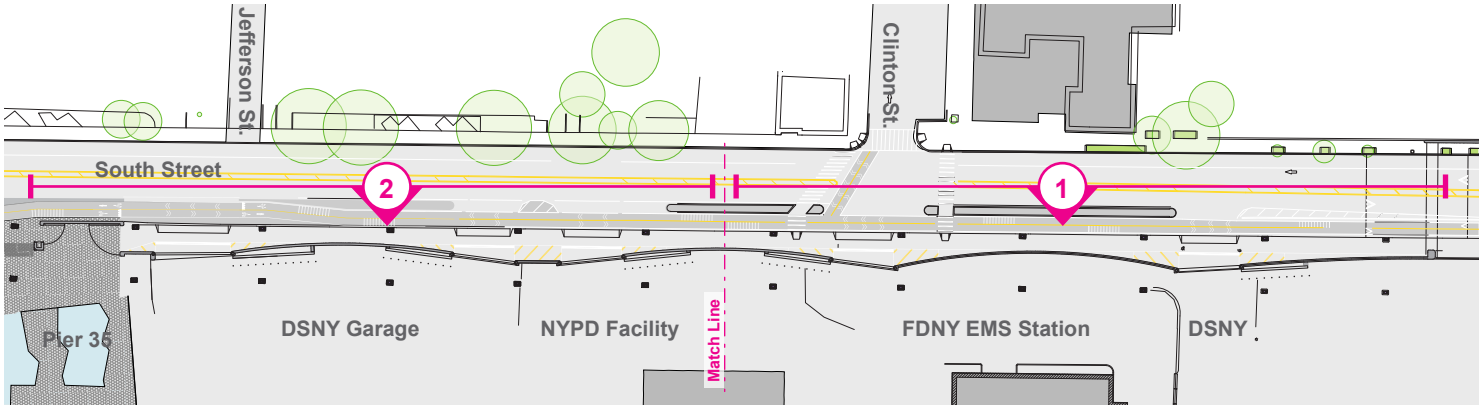 Jefferson St.
Clinton St.
South Street
2
1
Pier 35
DSNY Garage
NYPD Facility
Match Line
FDNY EMS Station
DSNY